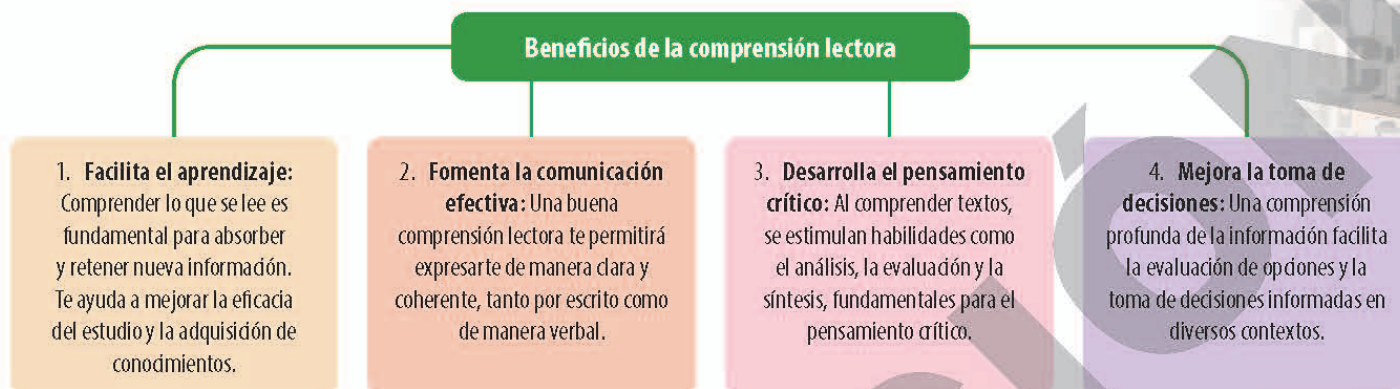 Beneficios de la comprensión lectora
1. Facilita el aprendizaje:
Comprender lo que se lee es
fundamental para absorber
y retener nueva información.
Te ayuda a mejorar la eficacia
del estudio y la adquisición de
conocimientos.
2. Fomenta la comunicación
efectiva: Una buena
comprensión lectora te permitirá
expresarte de manera clara y
coherente, tanto por escrito como
de manera verbal.
3. Desarrolla el pensamiento
crítico: Al comprender textos,
se estimulan habilidades como
el análisis, la evaluación y la
síntesis, fundamentales para el
pensamiento crítico.
4. Mejora la toma de
decisiones: Una comprensión
profunda de la información facilita
la evaluación de opciones y la
toma de decisiones informadas en
diversos contextos.